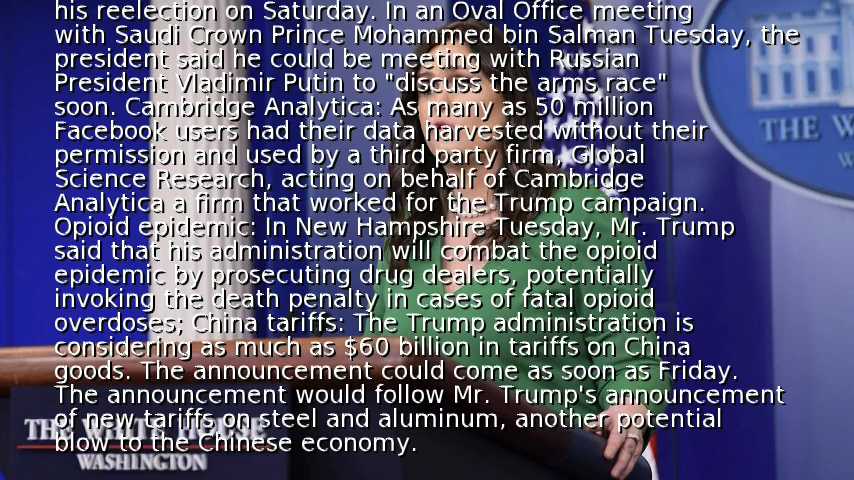 his reelection on Saturday. In an Oval Office meeting
with Saudi Crown Prince Mohammed bin Salman Tuesday, the
president said he could be meeting with Russian
President Vladimir Putin to "discuss the arms race"
soon. Cambridge Analytica: As many as 50 million
Facebook users had their data harvested without their
permission and used by a third party firm, Global
Science Research, acting on behalf of Cambridge
Analytica a firm that worked for the Trump campaign.
Opioid epidemic: In New Hampshire Tuesday, Mr. Trump
said that his administration will combat the opioid
epidemic by prosecuting drug dealers, potentially
invoking the death penalty in cases of fatal opioid
overdoses; China tariffs: The Trump administration is
considering as much as $60 billion in tariffs on China
goods. The announcement could come as soon as Friday.
The announcement would follow Mr. Trump's announcement
of new tariffs on steel and aluminum, another potential
blow to the Chinese economy.
THE W
THE WHITE HOUSE
WASHINGTON